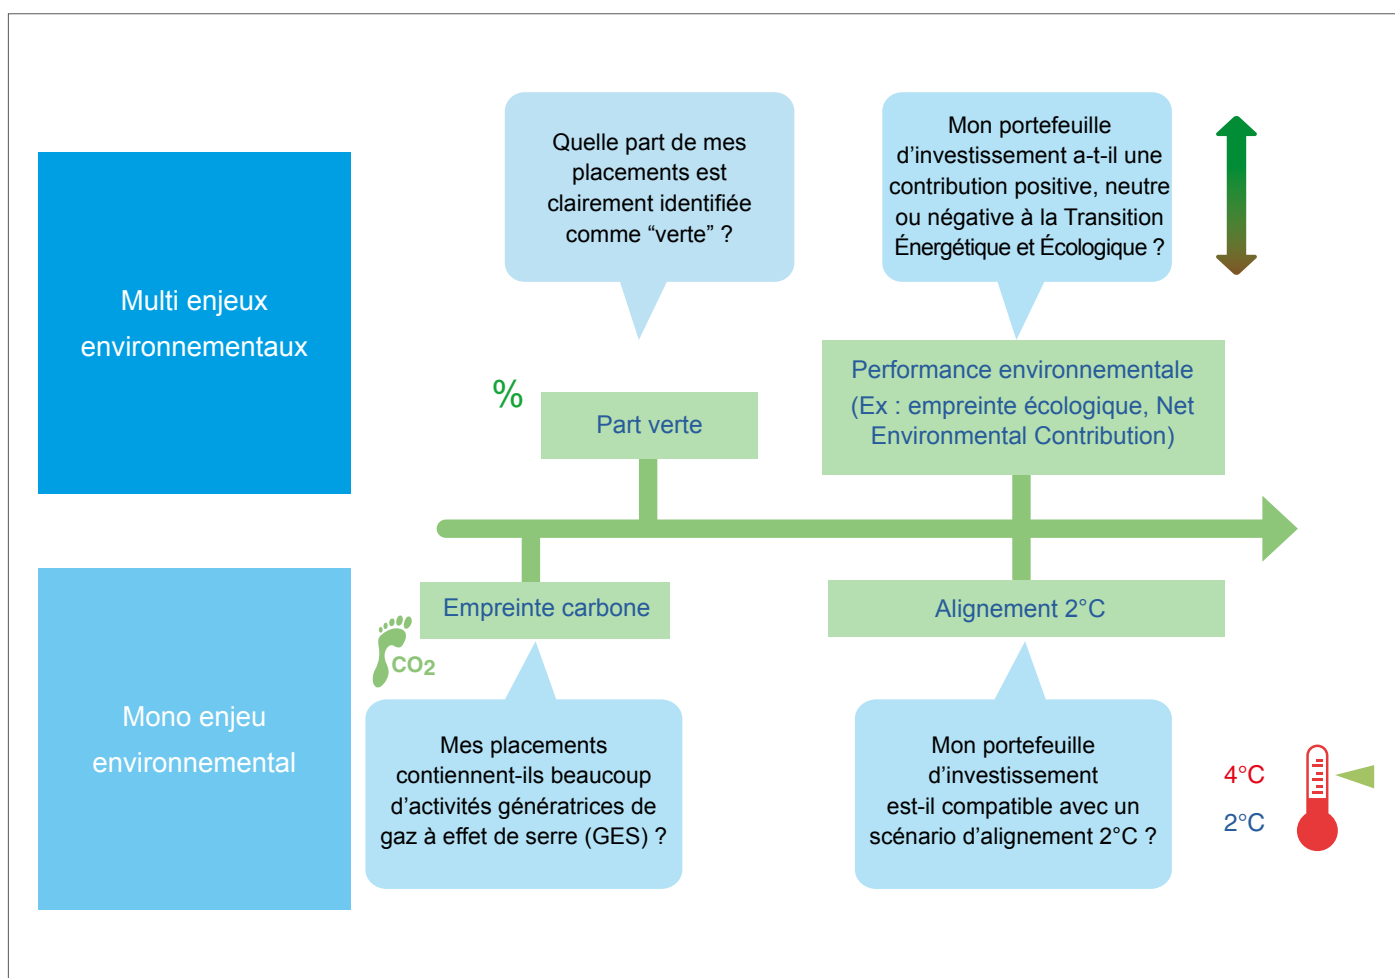 Multi enjeux
environnementaux
Quelle part de mes
placements est
clairement identifiée
comme “verte” ?
Mon portefeuille
d’investissement a-t-il une
contribution positive, neutre
ou négative à la Transition
Énergétique et Écologique ?
%
Part verte
Performance environnementale
(Ex : empreinte écologique, Net
Environmental Contribution)
Mono enjeu
environnemental
Empreinte carbone
CO2
Mes placements
contiennent-ils beaucoup
d’activités génératrices de
gaz à effet de serre (GES) ?
Alignement 2°C
Mon portefeuille
d’investissement
est-il compatible avec un
scénario d’alignement 2°C ?
4°C
2°C